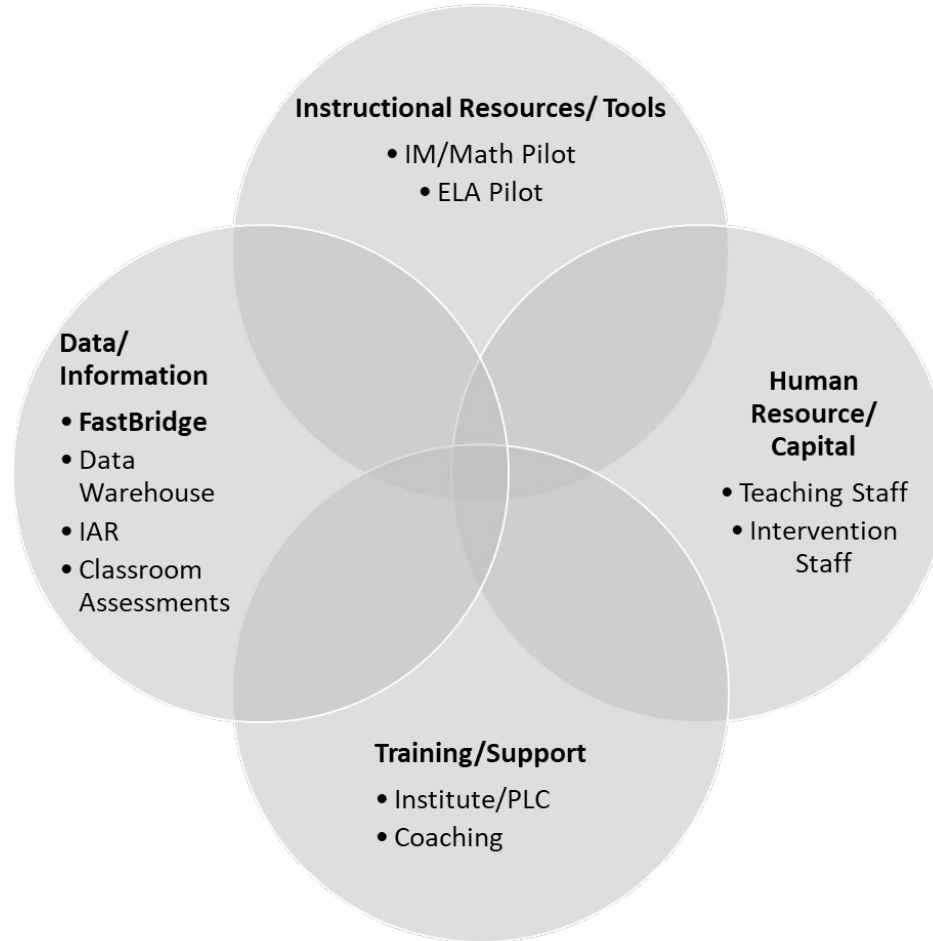 Instructional Resources/ Tools
• IM/Math Pilot
• ELA Pilot
Data/
Information
• FastBridge
• Data
Warehouse
• IAR
• Classroom
Assessments
Human
Resource/
Capital
• Teaching Staff
• Intervention
Staff
Training/Support
• Institute/PLC
• Coaching